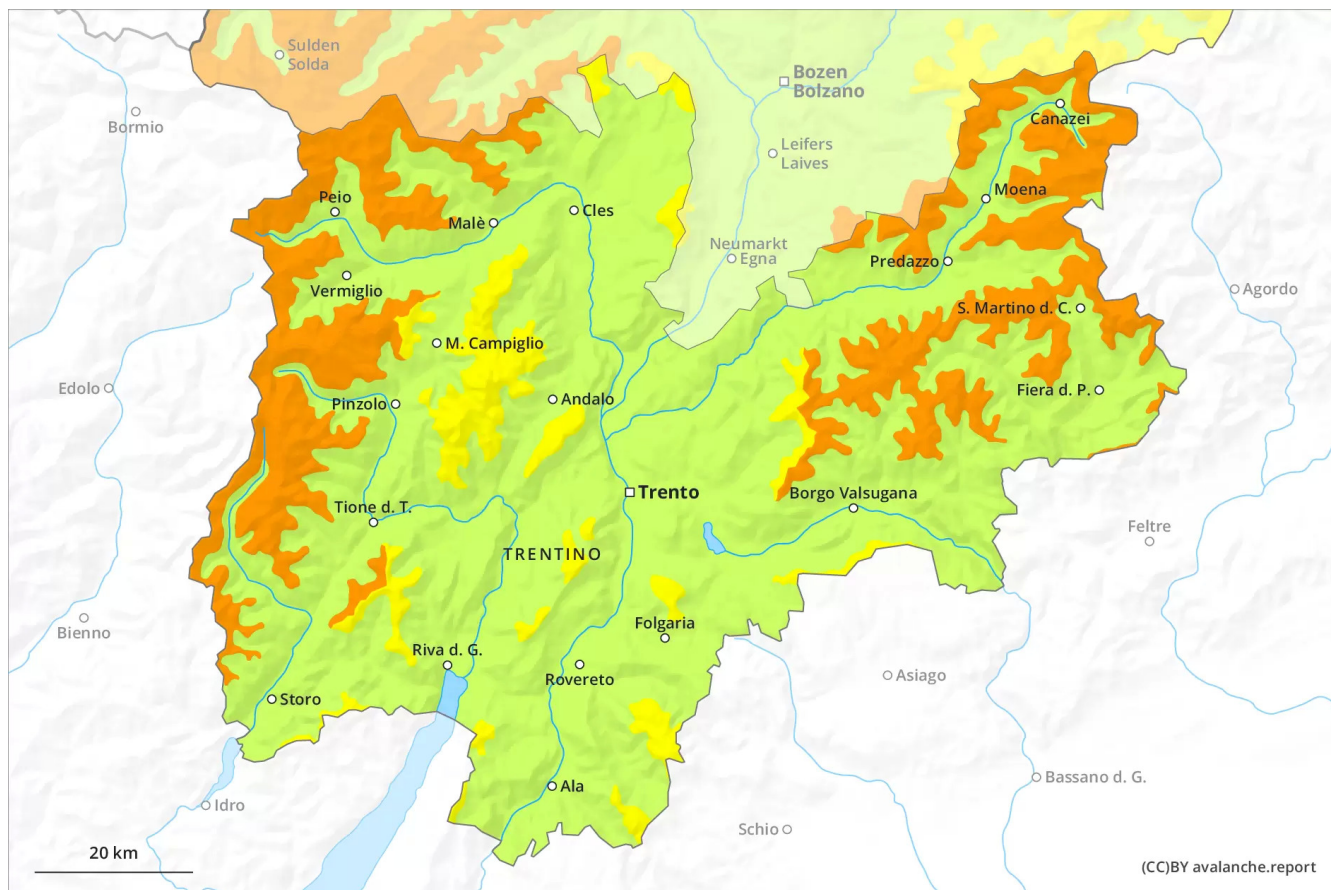 Sulden
Solda
Bozen
Bolzano
Bormio
Canazei
Leifers
Laives
Peio
Moena
Malè
Cles
Neumarkt
Egna
Predazzo
Vermiglio
Agordo
S. Martino d. C.
M. Campiglio
Edolo
Fiera d. P.
Pinzolo
Andalo
Trento
Borgo Valsugana
Tione d. T.
Feltre
TRENTINO
Bienno
Folgaria
Riva d. G.
Rovereto
Asiago
Storo
Bassano d. G.
Ala
Idro
Schio
20 km
(CC)BY avalanche.report